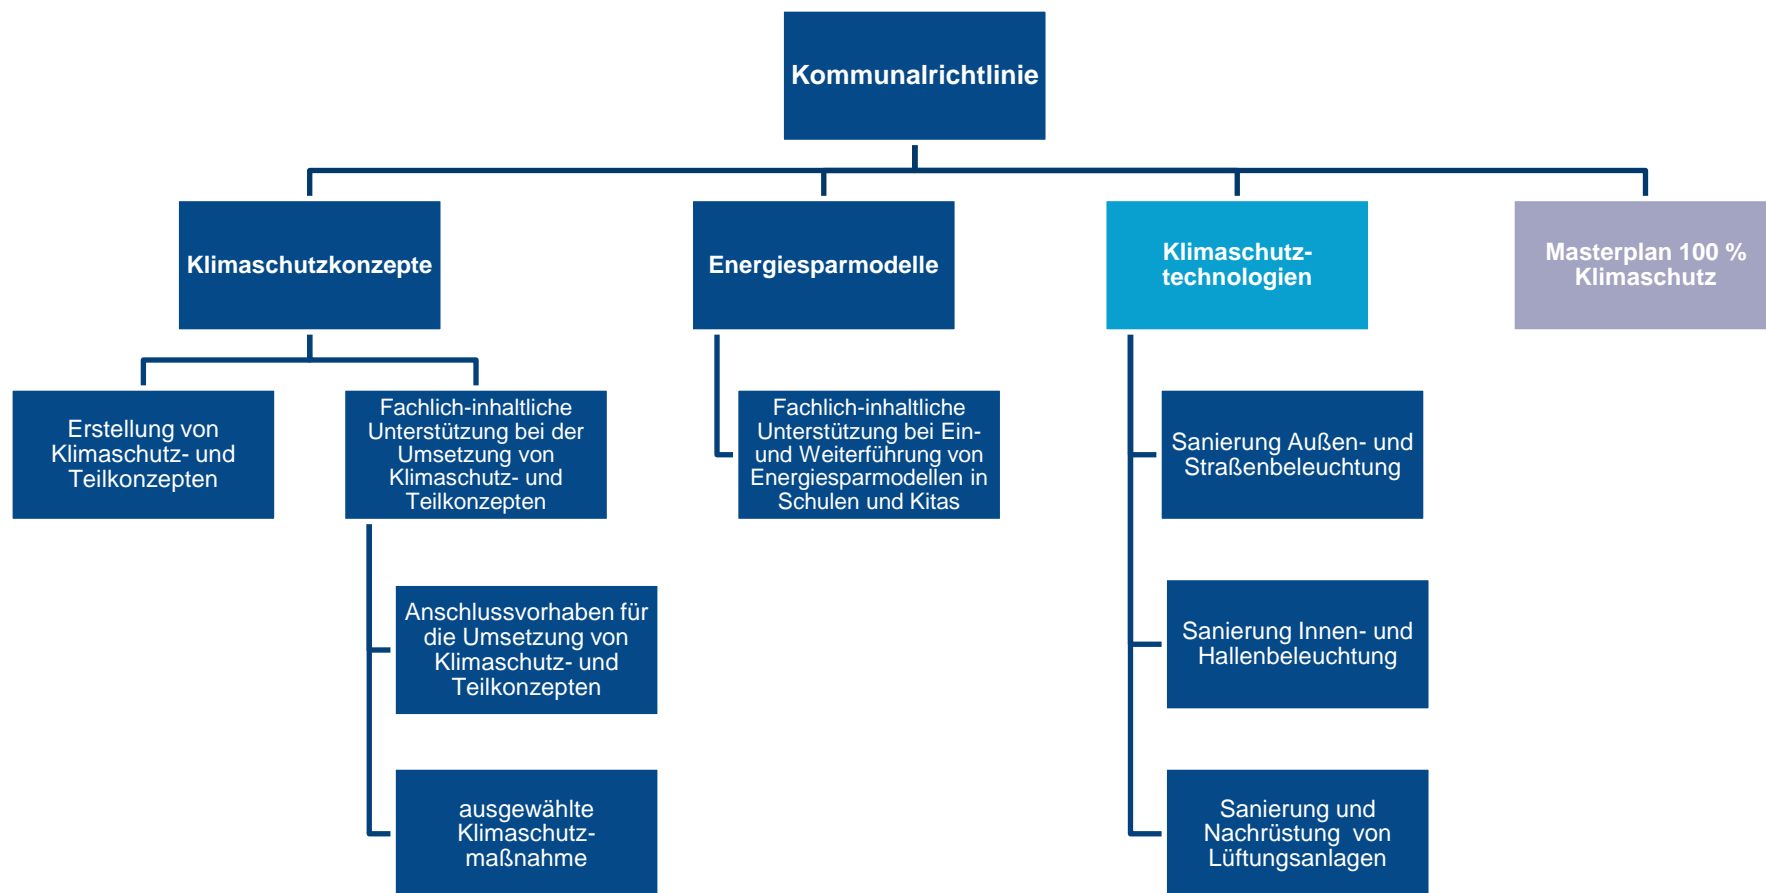 Kommunalrichtlinie
Klimaschutzkonzepte
Energiesparmodelle
Klimaschutz-
technologien
Masterplan 100 %
Klimaschutz
Erstellung von
Klimaschutz- und
Teilkonzepten
Fachlich-inhaltliche
Unterstützung bei der
Umsetzung von
Klimaschutz- und
Teilkonzepten
Anschlussvorhaben für
die Umsetzung von
Klimaschutz- und
Teilkonzepten
ausgewählte
Klimaschutz-
maßnahme
Fachlich-inhaltliche
Unterstützung bei Ein-
und Weiterführung von
Energiesparmodellen in
Schulen und Kitas
Sanierung Außen- und
Straßenbeleuchtung
Sanierung Innen- und
Hallenbeleuchtung
Sanierung und
Nachrüstung von
Lüftungsanlagen